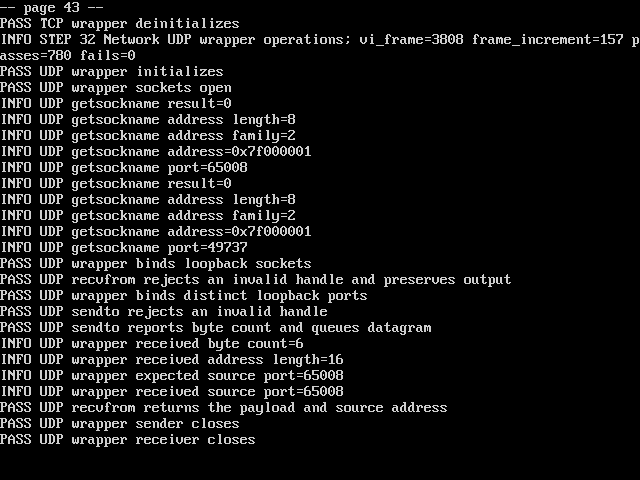 -- page 43 --
PASS TCP wrapper deinitializes
INFO STEP 32 Network UDP wrapper operations; vi_frame=3808 frame_increment=157 p
asses=780 fails=0
PASS UDP wrapper initializes
PASS UDP wrapper sockets open
INFO UDP getsockname result=0
INFO UDP getsockname address length=8
INFO UDP getsockname address family=2
INFO UDP getsockname address=0x7f000001
INFO UDP getsockname port=65008
INFO UDP getsockname result=0
INFO UDP getsockname address length=8
INFO UDP getsockname address family=2
INFO UDP getsockname address=0x7f000001
INFO UDP getsockname port=49737
PASS UDP wrapper binds loopback sockets
PASS UDP recvfrom rejects an invalid handle and preserves output
PASS UDP wrapper binds distinct loopback ports
PASS UDP sendto rejects an invalid handle
PASS UDP sendto reports byte count and queues datagram
INFO UDP wrapper received byte count=6
INFO UDP wrapper received address length=16
INFO UDP wrapper expected source port=65008
INFO UDP wrapper received source port=65008
PASS UDP recvfrom returns the payload and source address
PASS UDP wrapper sender closes
PASS UDP wrapper receiver closes